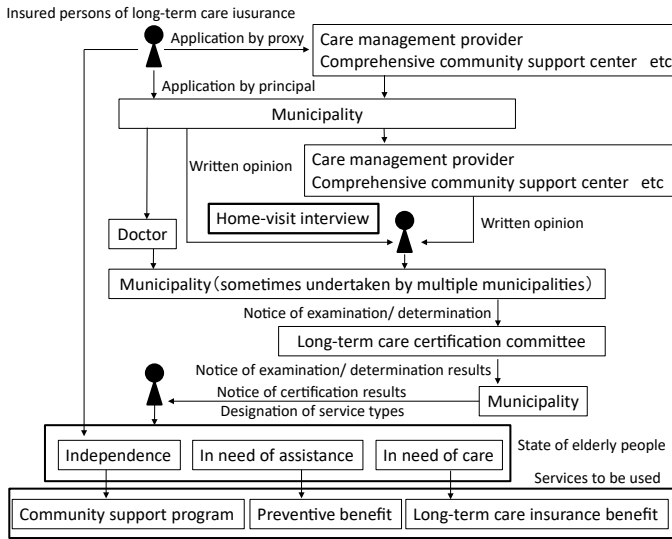 Insured persons of long-term care iusurance
Application by proxy
Care management provider
Comprehensive community support center etc
Application by principal
Municipality
Written opinion
Care management provider
Comprehensive community support center etc
Home-visit interview
Written opinion
Doctor
Municipality(sometimes undertaken by multiple municipalities)
Notice of examination/ determination
Long-term care certification committee
Notice of examination/ determination results
Notice of certification results
Designation of service types
Municipality
State of elderly people
Independence
In need of assistance
In need of care
Services to be used
Community support program
Preventive benefit
Long-term care insurance benefit